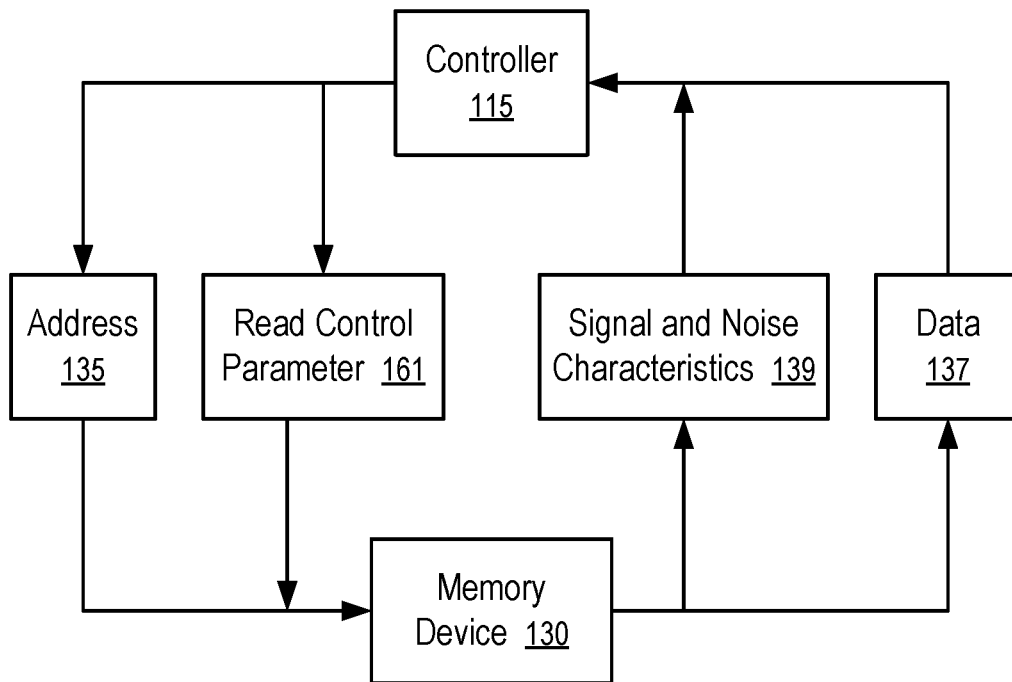 Controller
115
Address
135
Read Control
Parameter 161
Signal and Noise
Characteristics 139
Data
137
Memory
Device 130